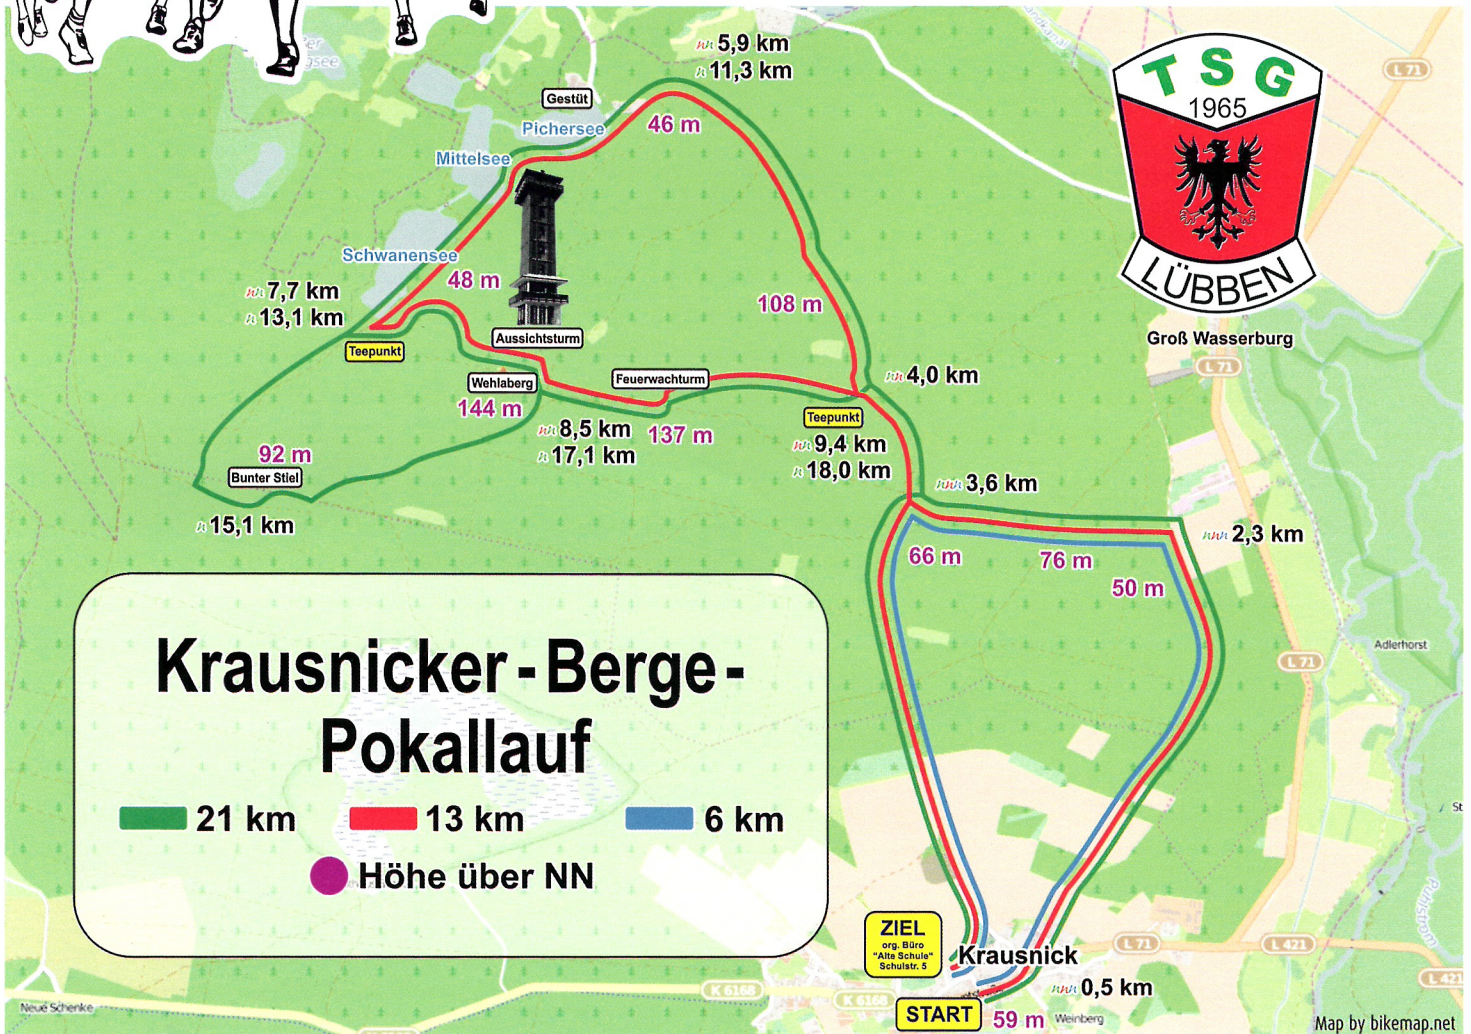 5,9 km
11,3 km
L 71
TSG
1965
LÜBBEN
Gestüt
46 m
Pichersee
Mittelsee
Schwanensee
48 m
7,7 km
13,1 km
108 m
Aussichtsturm
Teepunkt
Groß Wasserburg
L 71
Wehlaberg
Feuerwachturm
4,0 km
144 m
Teepunkt
8,5 km
137 m
17,1 km
9,4 km
18,0 km
92 m
Bunter Stiel
3,6 km
15,1 km
2,3 km
66 m
76 m
50 m
Krausnicker-Berge-
Pokallauf
21 km
13 km
6 km
Höhe über NN
Adlerhorst
L 71
St
ZIEL
org. Büro
"Alte Schule"
Schulstr. 5
Krausnick
L 71
L 421
L 421
0,5 km
K 6168
K 6168
START
59 m
Weinberg
Neue Schenke
Map by bikemap.net